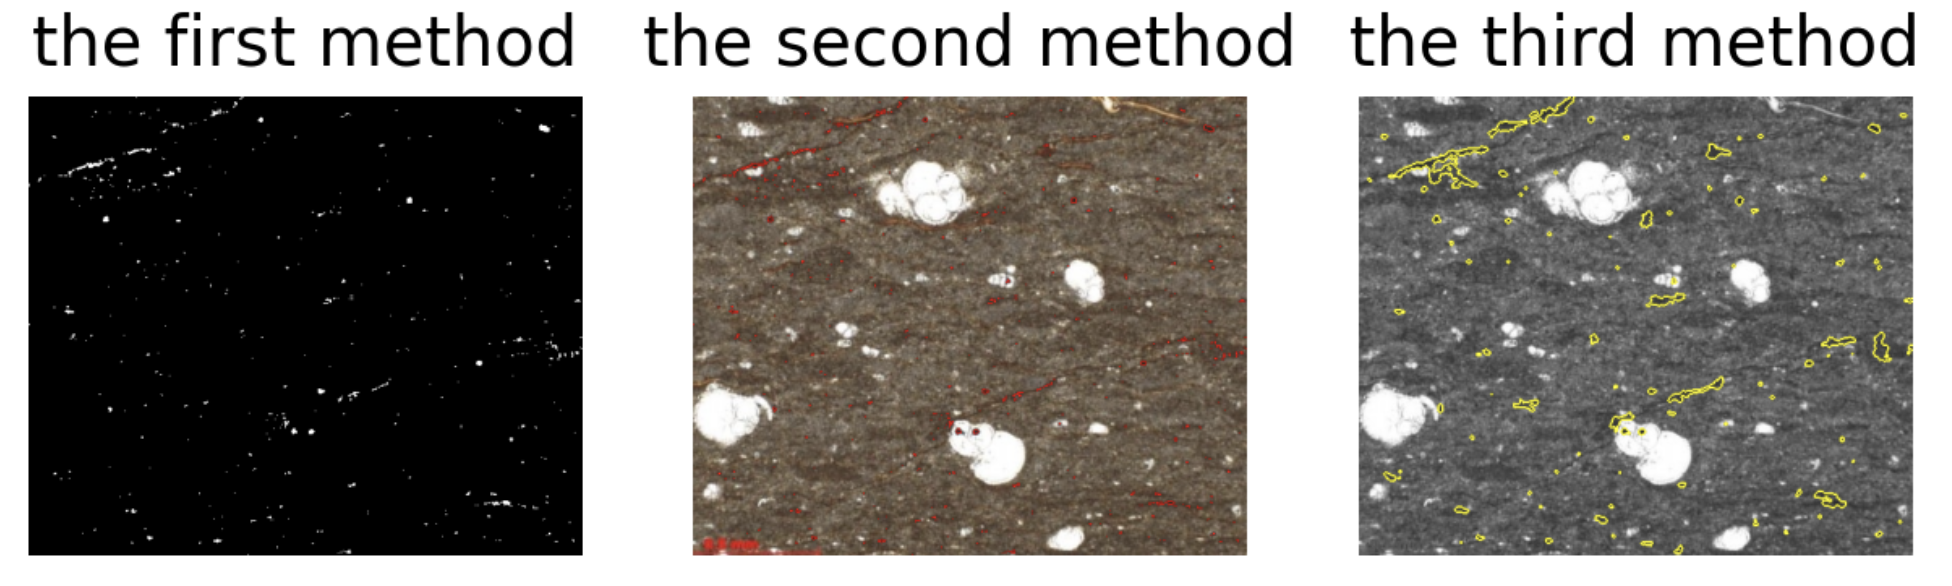 the first method
the second method
the third method